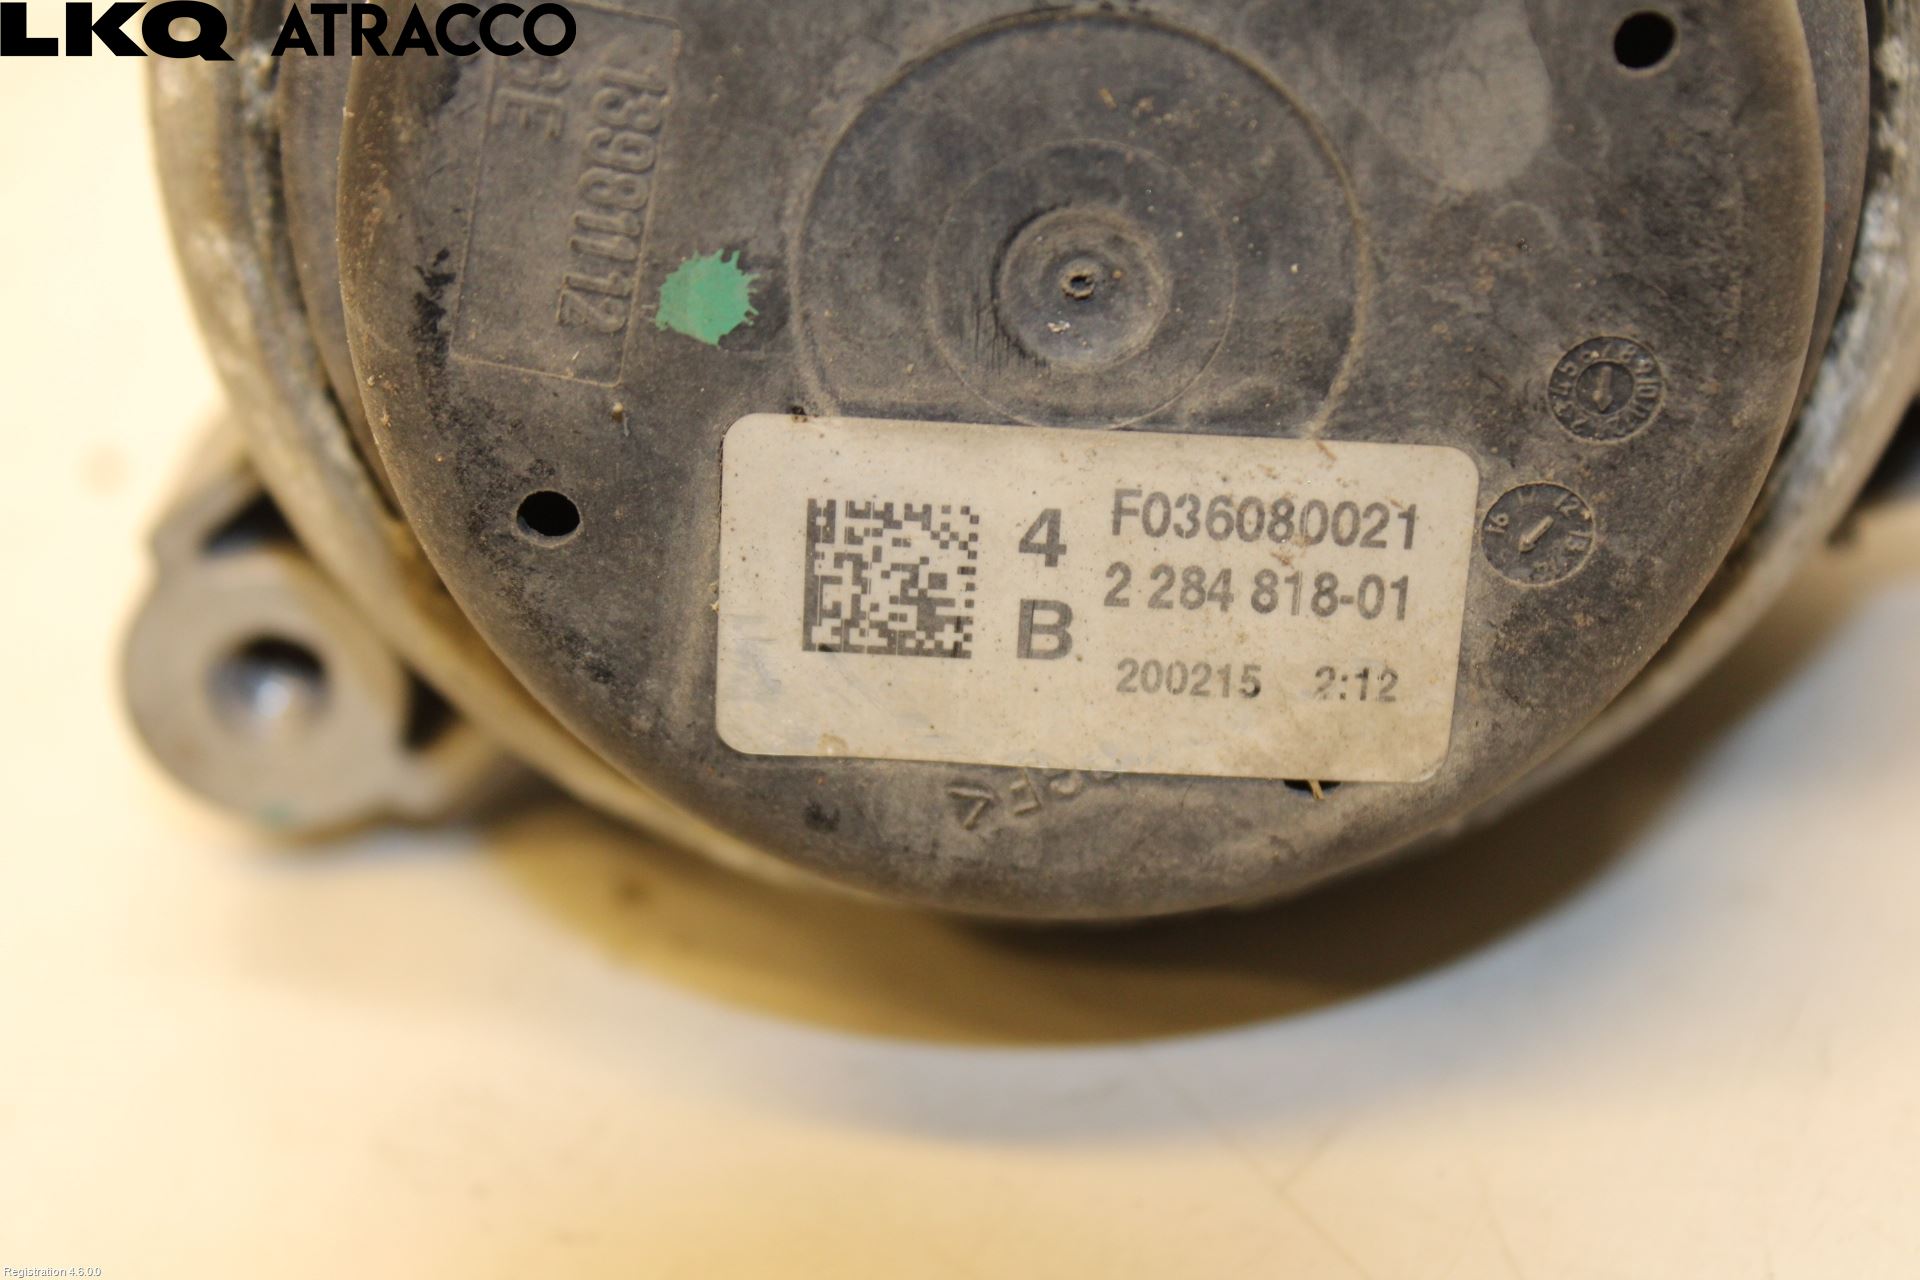 LKQ ATRACCO
13981112
4 F036080021
B 2 284 818-01
200215 2:12
Registration 4.6.0.0